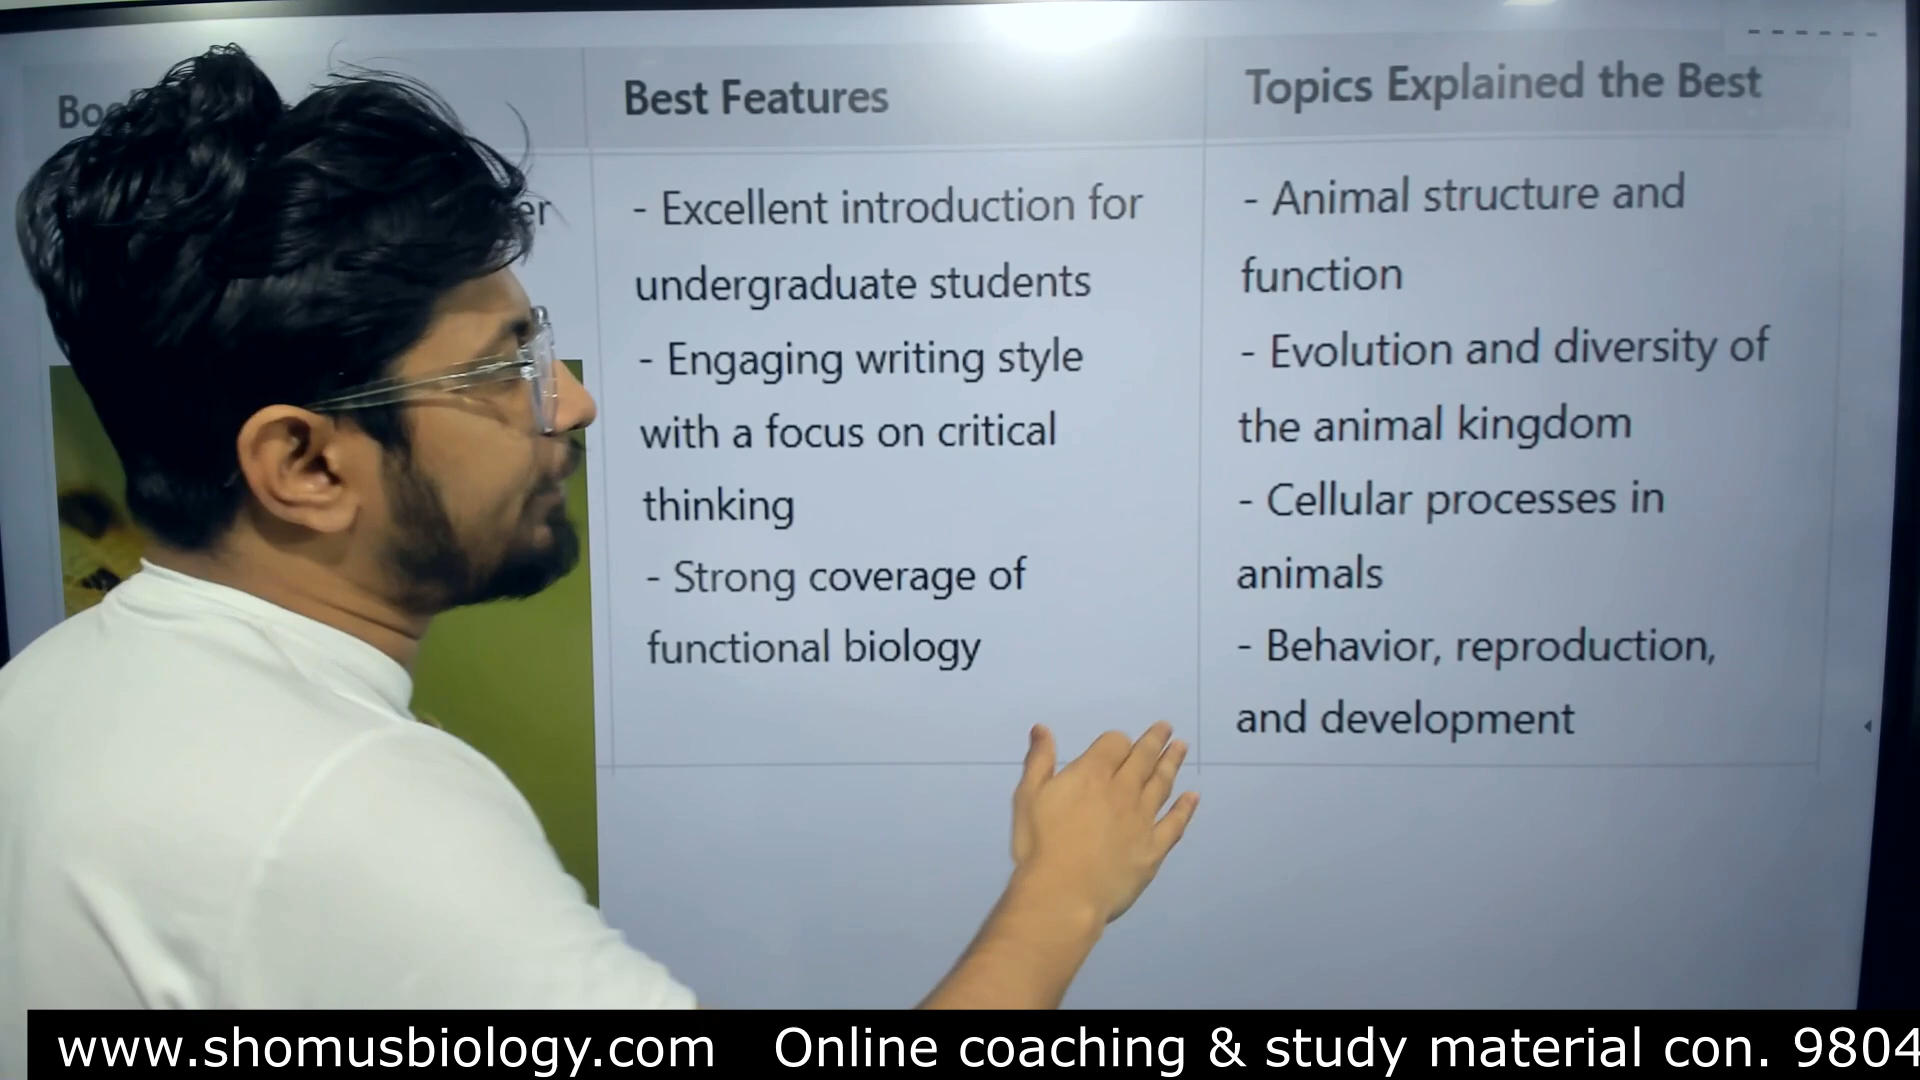 Best Features
Topics Explained the Best
- Excellent introduction for
undergraduate students
- Engaging writing style
with a focus on critical
thinking
- Strong coverage of
functional biology
- Animal structure and
function
- Evolution and diversity of
the animal kingdom
- Cellular processes in
animals
- Behavior, reproduction,
and development
www.shomusbiology.com Online coaching & study material con. 9804